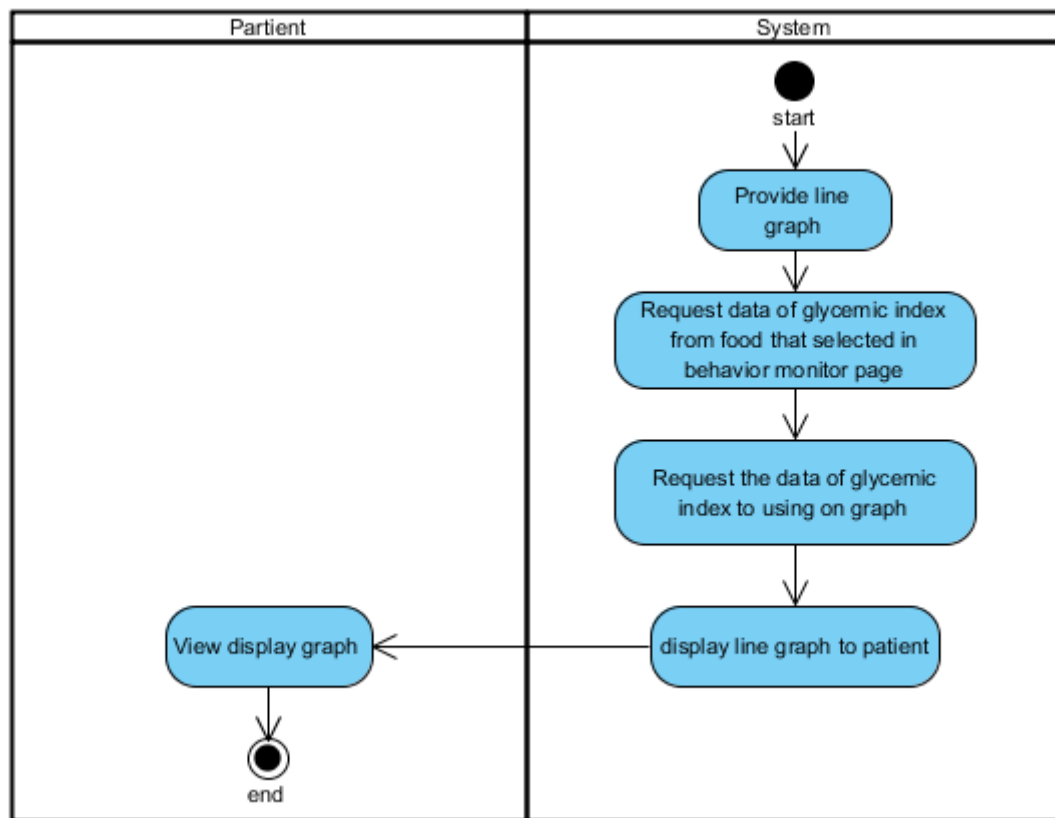 Partient
System
start
Provide line
graph
Request data of glycemic index
from food that selected in
behavior monitor page
Request the data of glycemic
index to using on graph
View display graph
display line graph to patient
end